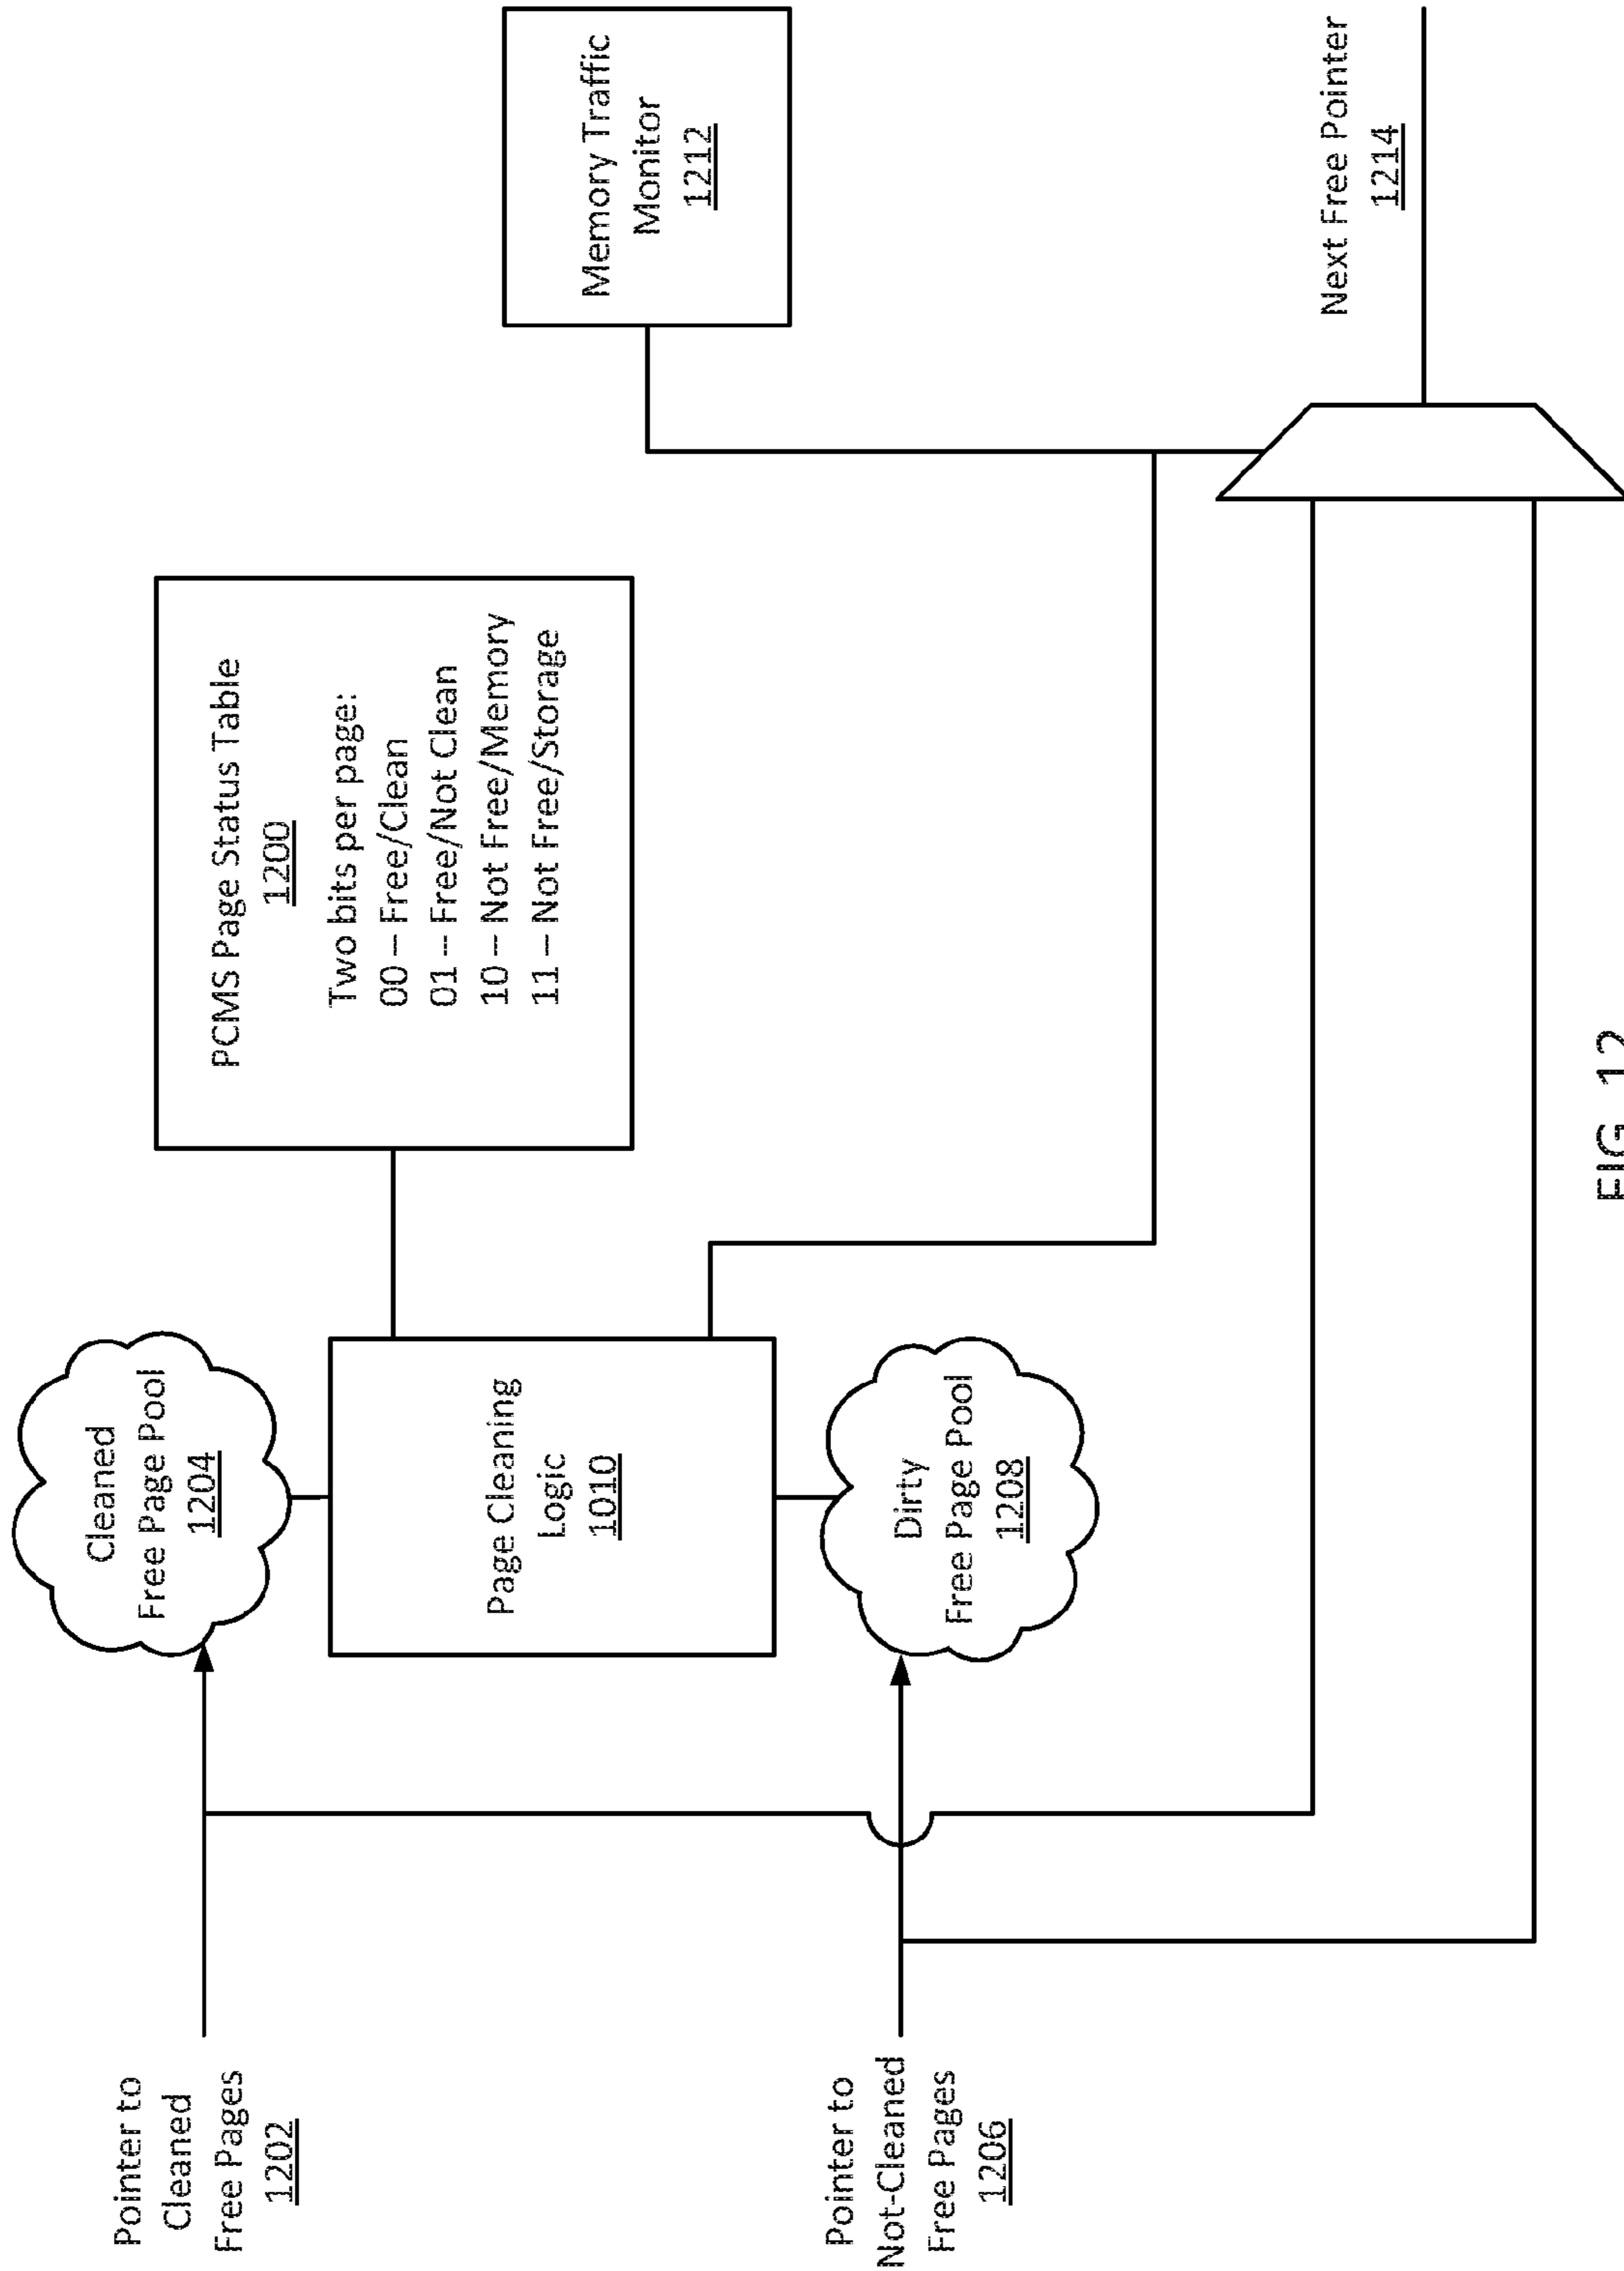 Pointer to
Cleaned
Free Pages
1202
Cleaned
Free Page Pool
1204
PCMS Page Status Table
1200
Two bits per page:
00 – Free/Clean
01 -- Free/Not Clean
10 – Not Free/Memory
11 – Not Free/Storage
Page Cleaning
Logic
1010
Memory Traffic
Monitor
1212
Pointer to
Not-Cleaned
Free Pages
1206
Dirty
Free Page Pool
1208
Next Free Pointer
1214
FIG. 12